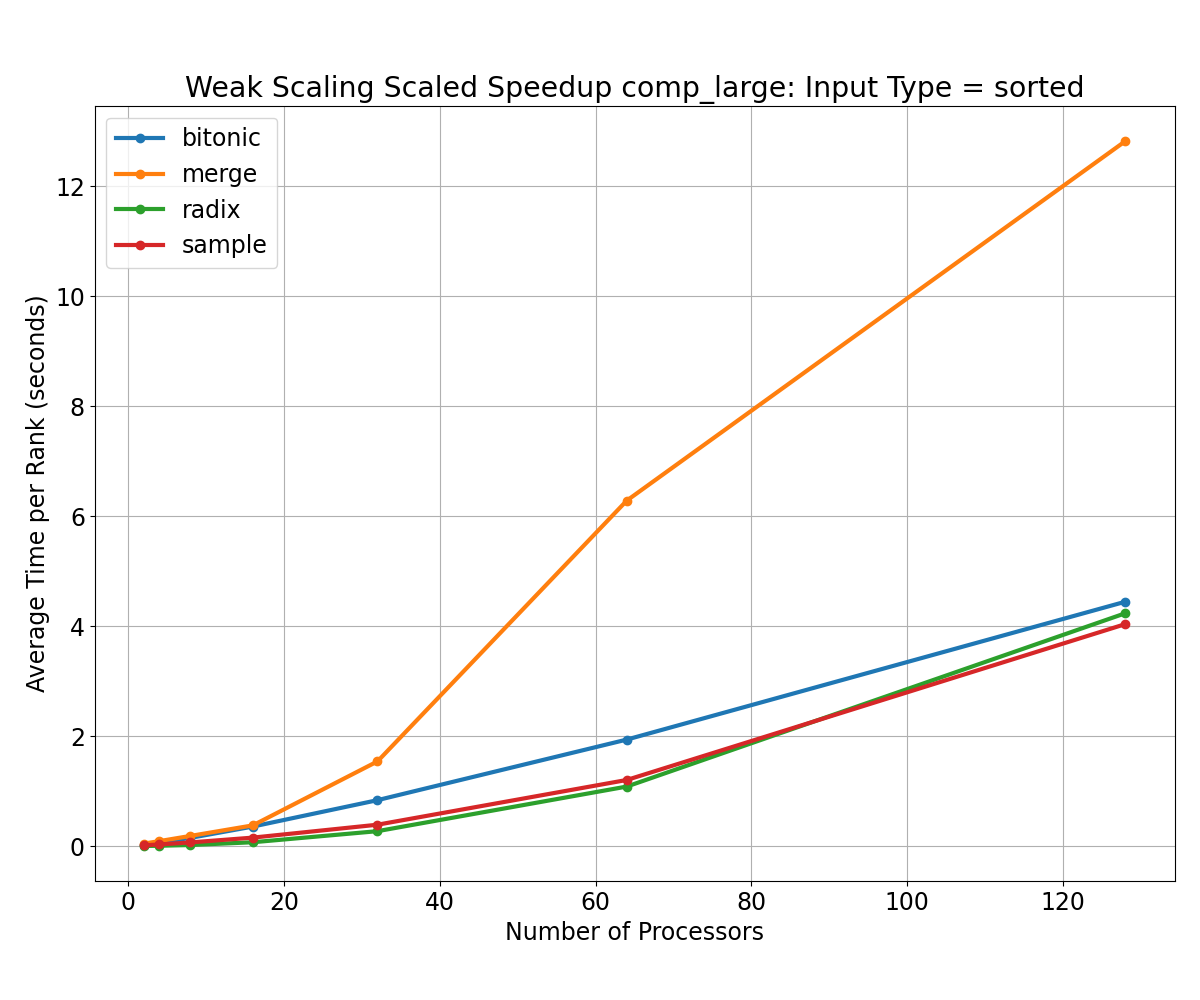 Weak Scaling Scaled Speedup comp_large: Input Type = sorted
bitonic
merge
radix
sample
Average Time per Rank (seconds)
12
10
8
6
4
2
0
0 20 40 60 80 100 120
Number of Processors